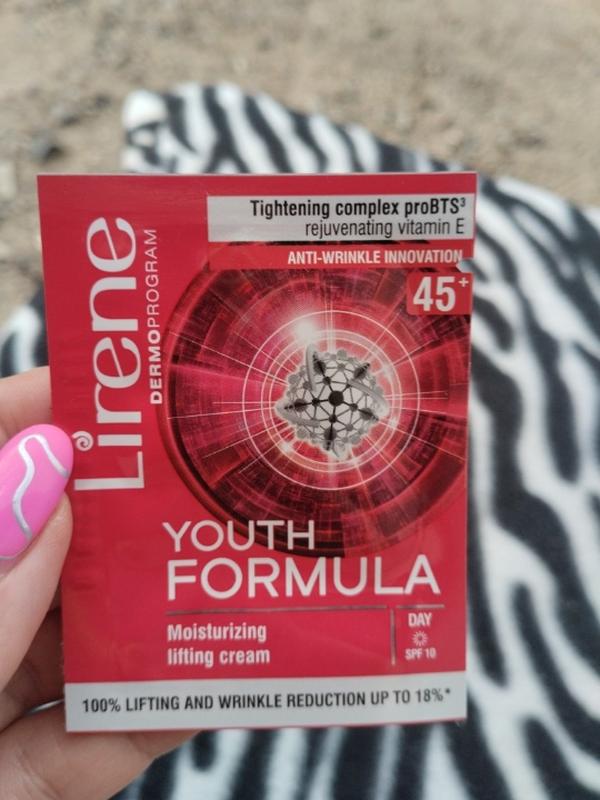 Tightening complex proBTS³
rejuvenating vitamin E
ANTI-WRINKLE INNOVATION
45+
Lirene
DERMOPROGRAM
YOUTH
FORMULA
Moisturizing
lifting cream
DAY
SPF 10
100% LIFTING AND WRINKLE REDUCTION UP TO 18%*